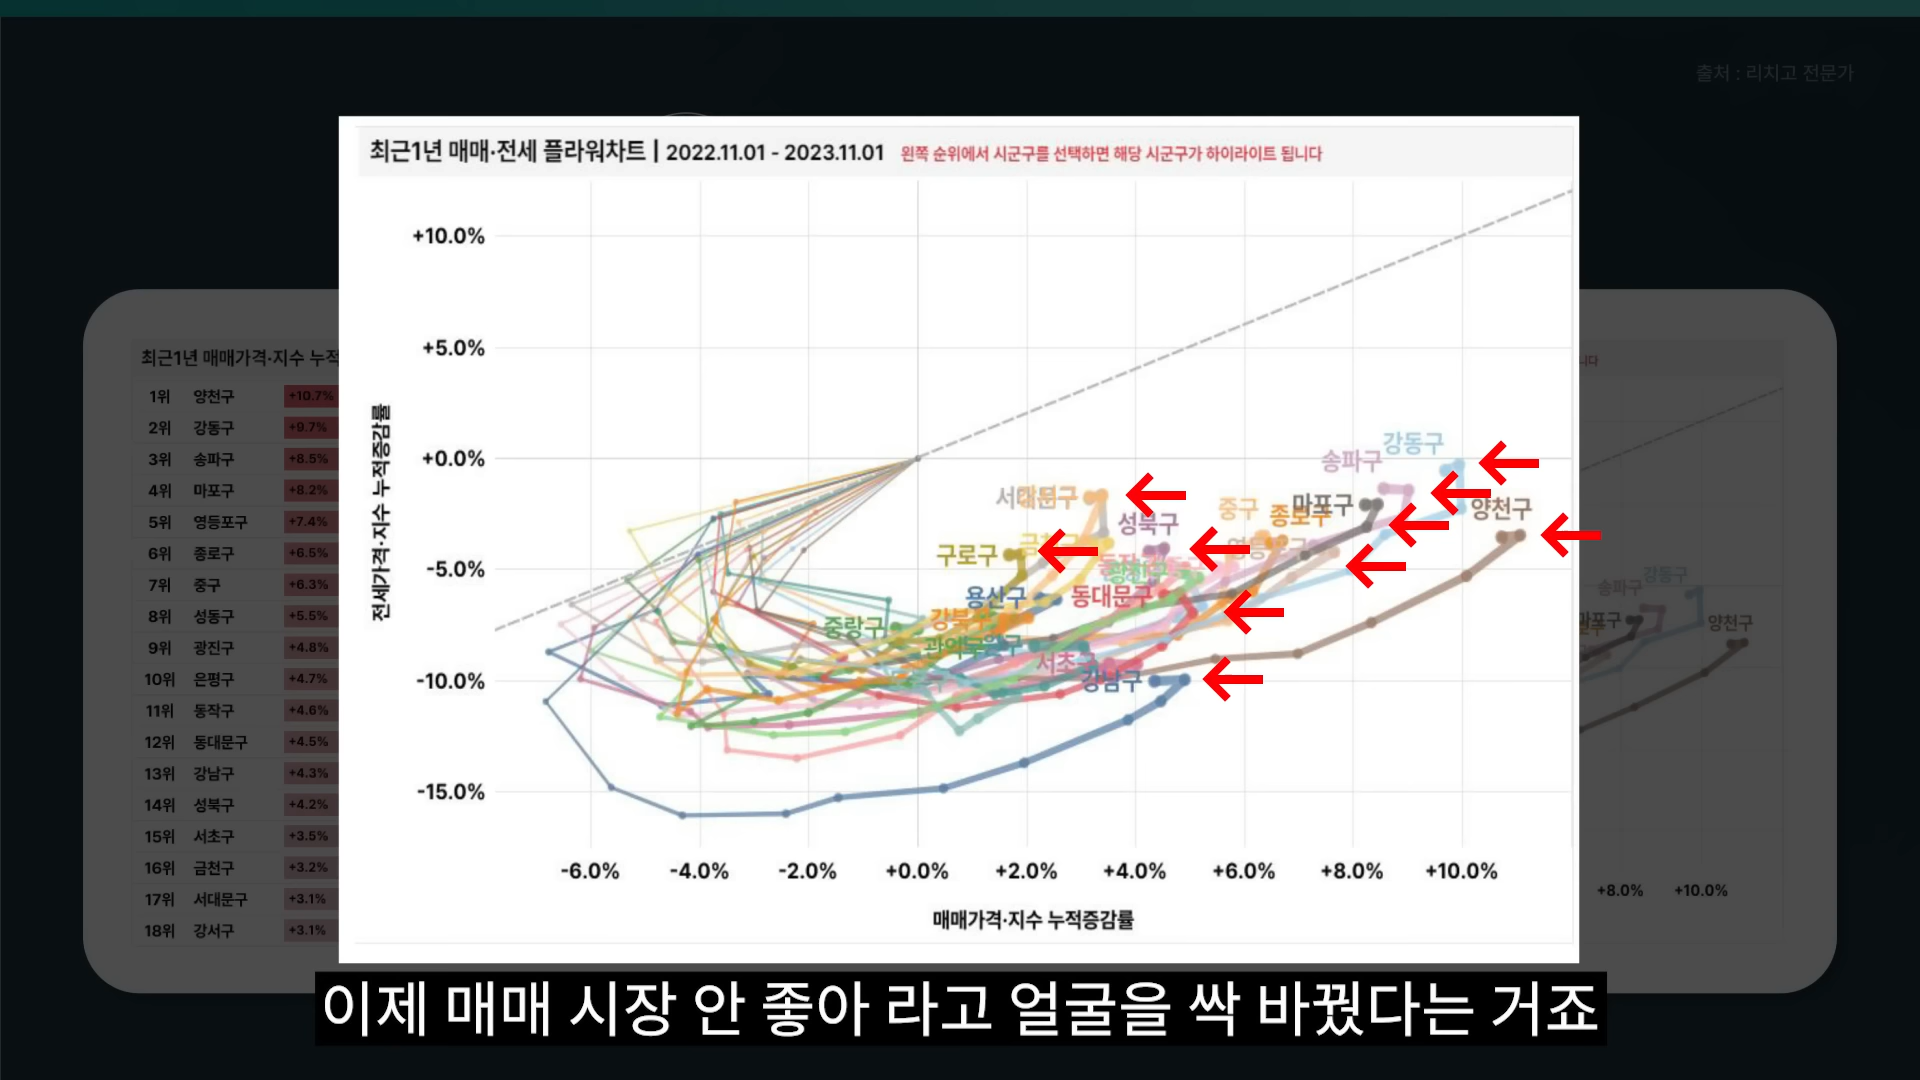 출처 : 리치고 전문가
최근1년 매매·전세 플라워차트 | 2022.11.01 - 2023.11.01 왼쪽 순위에서 시군구를 선택하면 해당 시군구가 하이라이트 됩니다
+10.0%
+5.0%
+0.0%
-5.0%
-10.0%
-15.0%
전세가격·지수 누적증감률
강동구
송파구
양천구
마포구
중구
종로구
성북구
구로구
용산구
동대문구
강북구
중랑구
관악구
서초구
강남구
-6.0% -4.0% -2.0% +0.0% +2.0% +4.0% +6.0% +8.0% +10.0%
매매가격·지수 누적증감률
최근1년 매매가격·지수 누적
1위 양천구 +10.7%
2위 강동구 +9.7%
3위 송파구 +8.5%
4위 마포구 +8.2%
5위 영등포구 +7.4%
6위 종로구 +6.5%
7위 중구 +6.3%
8위 성동구 +5.5%
9위 광진구 +4.8%
10위 은평구 +4.7%
11위 동작구 +4.6%
12위 동대문구 +4.5%
13위 강남구 +4.3%
14위 성북구 +4.2%
15위 서초구 +3.5%
16위 금천구 +3.2%
17위 서대문구 +3.1%
18위 강서구 +3.1%
니다
강동구
송파구
마포구
양천구
+8.0% +10.0%
이제 매매 시장 안 좋아 라고 얼굴을 싹 바꿨다는 거죠